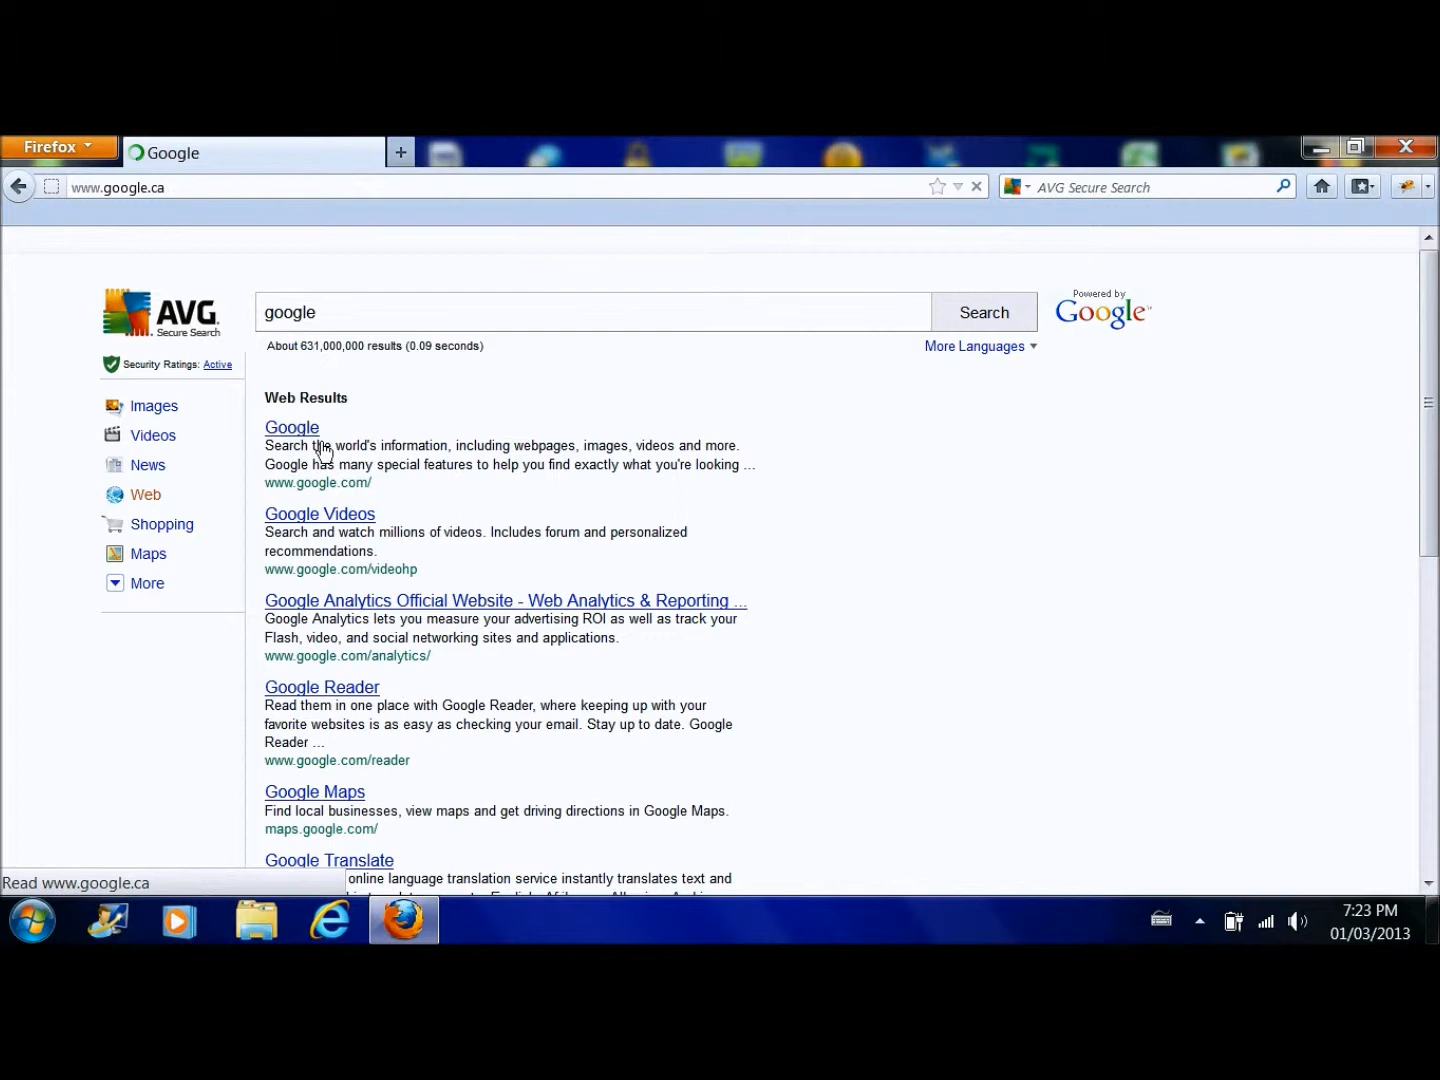 Firefox
Google
www.google.ca
AVG Secure Search
AVG.
Secure Search
google
Search
Powered by
Google
About 631,000,000 results (0.09 seconds)
More Languages
Security Ratings: Active
Images
Videos
News
Web
Shopping
Maps
More
Web Results
Google
Search the world's information, including webpages, images, videos and more.
Google has many special features to help you find exactly what you're looking ...
www.google.com/
Google Videos
Search and watch millions of videos. Includes forum and personalized
recommendations.
www.google.com/videohp
Google Analytics Official Website - Web Analytics & Reporting ...
Google Analytics lets you measure your advertising ROI as well as track your
Flash, video, and social networking sites and applications.
www.google.com/analytics/
Google Reader
Read them in one place with Google Reader, where keeping up with your
favorite websites is as easy as checking your email. Stay up to date. Google
Reader ...
www.google.com/reader
Google Maps
Find local businesses, view maps and get driving directions in Google Maps.
maps.google.com/
Google Translate
online language translation service instantly translates text and
Read www.google.ca
7:23 PM
01/03/2013